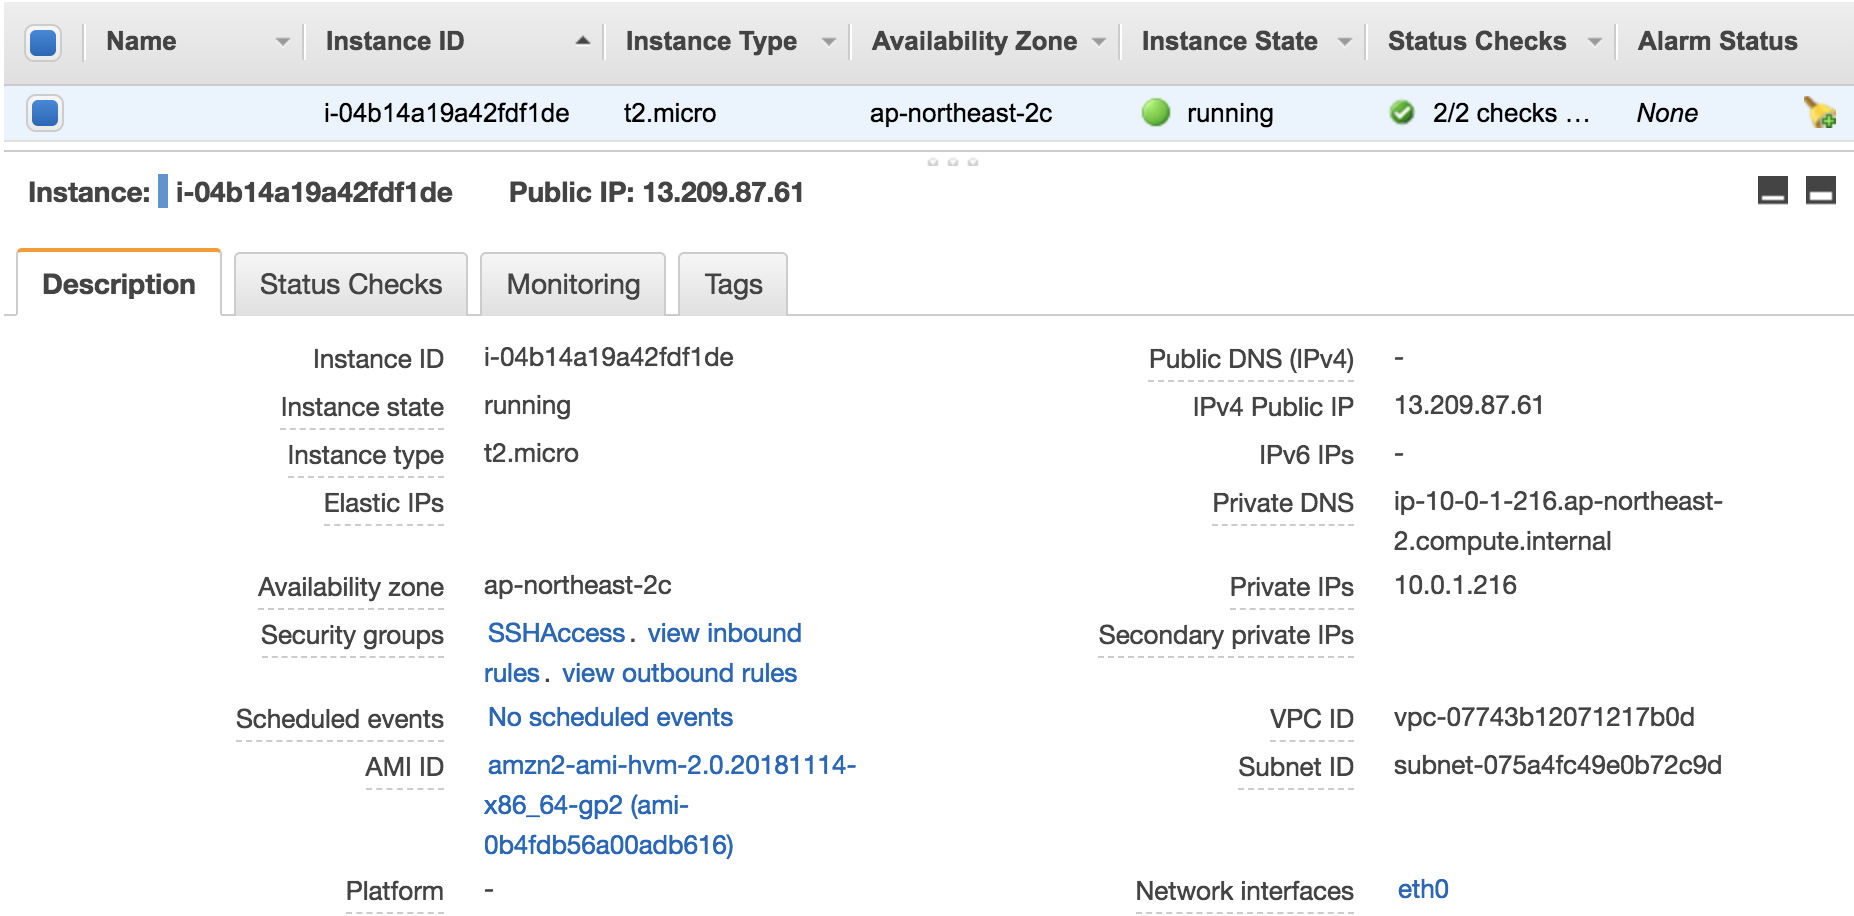 Name Instance ID Instance Type Availability Zone Instance State Status Checks Alarm Status
i-04b14a19a42fdf1de t2.micro ap-northeast-2c running 2/2 checks ... None
Instance: i-04b14a19a42fdf1de Public IP: 13.209.87.61
Description Status Checks Monitoring Tags
Instance ID i-04b14a19a42fdf1de
Instance state running
Instance type t2.micro
Elastic IPs
Availability zone ap-northeast-2c
Security groups SSHAccess. view inbound
rules. view outbound rules
Scheduled events No scheduled events
AMI ID amzn2-ami-hvm-2.0.20181114-
x86_64-gp2 (ami-
0b4fdb56a00adb616)
Platform -
Public DNS (IPv4) -
IPv4 Public IP 13.209.87.61
IPv6 IPs -
Private DNS ip-10-0-1-216.ap-northeast-
2.compute.internal
Private IPs 10.0.1.216
Secondary private IPs
VPC ID vpc-07743b12071217b0d
Subnet ID subnet-075a4fc49e0b72c9d
Network interfaces eth0